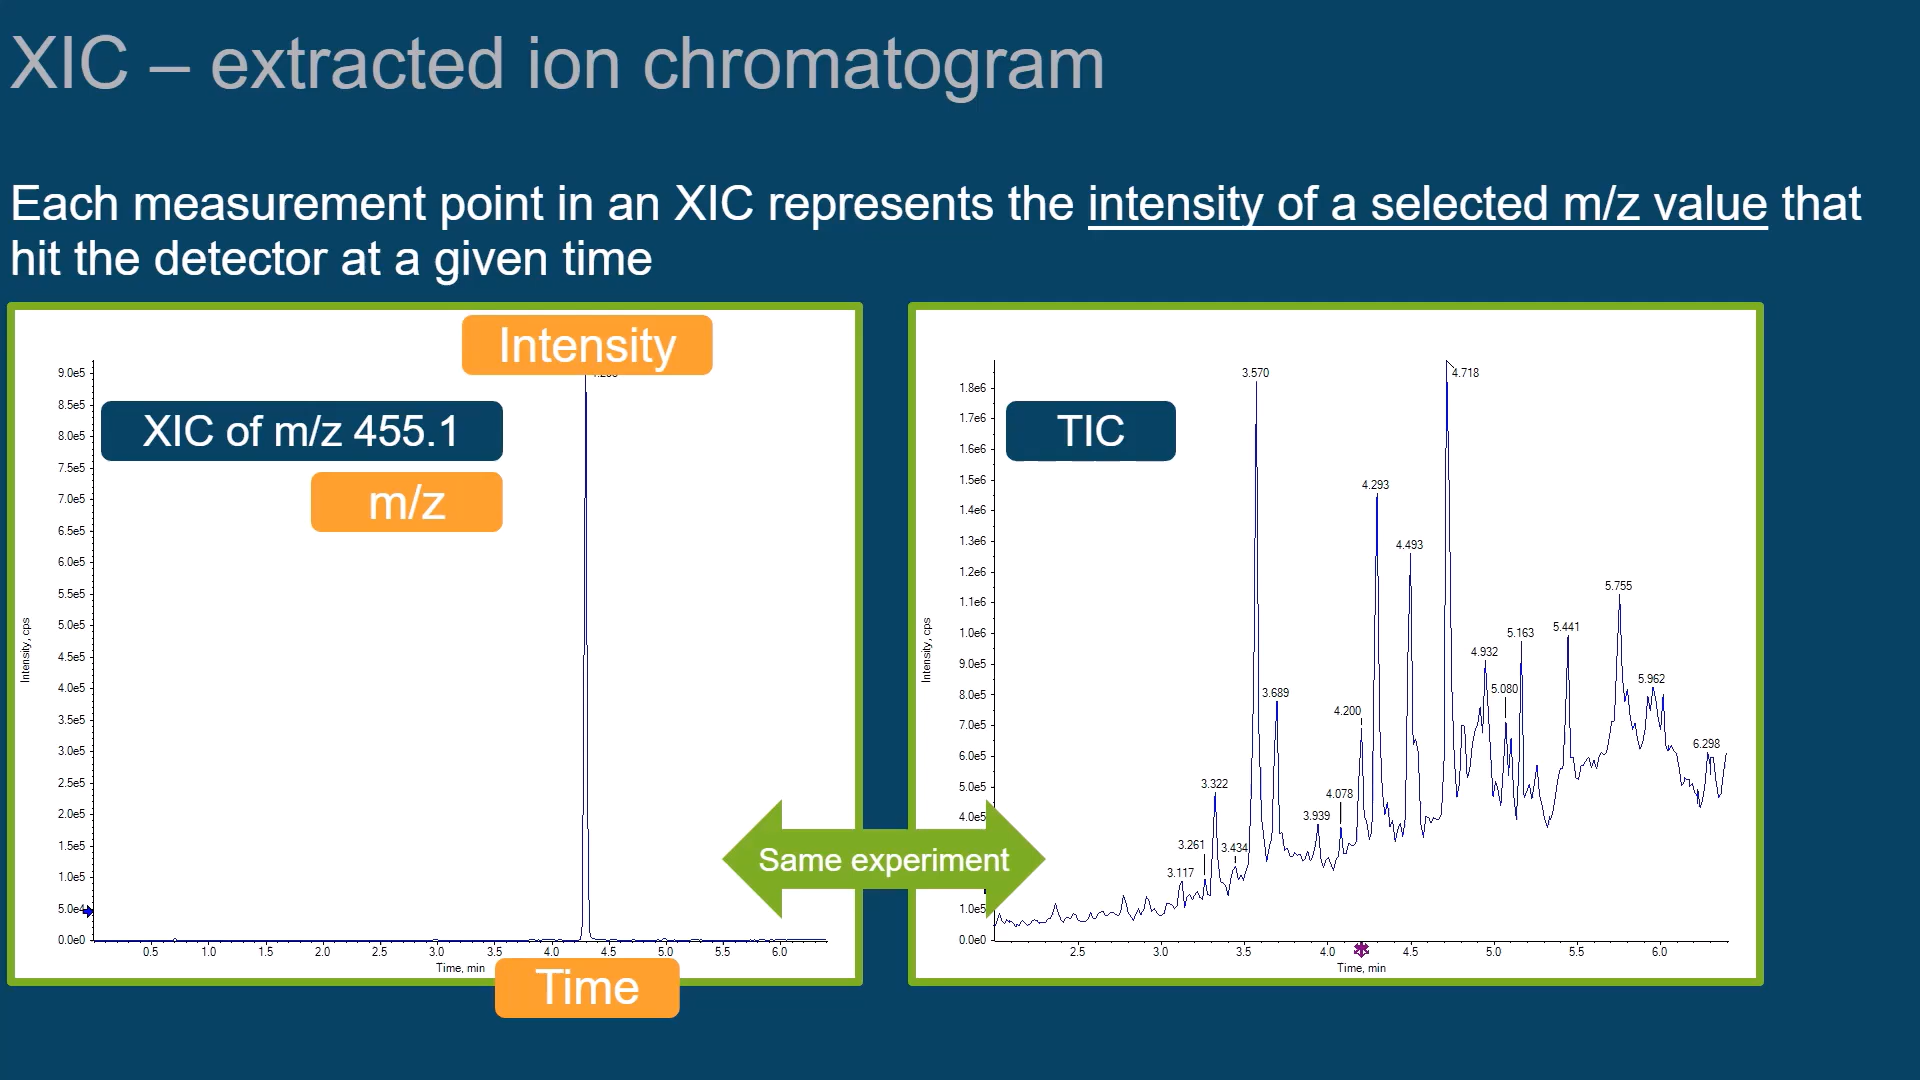 XIC – extracted ion chromatogram
Each measurement point in an XIC represents the intensity of a selected m/z value that
hit the detector at a given time
Intensity
XIC of m/z 455.1
m/z
9.0e5
8.5e5
8.0e5
7.5e5
7.0e5
6.5e5
6.0e5
5.5e5
5.0e5
4.5e5
4.0e5
3.5e5
3.0e5
2.5e5
2.0e5
1.5e5
1.0e5
5.0e4
0.0e0
Intensity, cps
0.5 1.0 1.5 2.0 2.5 3.0 3.5 4.0 4.5 5.0 5.5 6.0
Time, min
Time
Same experiment
TIC
1.8e6
1.7e6
1.6e6
1.5e6
1.4e6
1.3e6
1.2e6
1.1e6
1.0e6
9.0e5
8.0e5
7.0e5
6.0e5
5.0e5
4.0e5
1.0e5
0.0e0
Intensity, cps
3.570
4.718
4.293
4.493
5.755
5.441
5.163
4.932
5.962
5.080
3.689
4.200
6.298
3.322
4.078
3.939
3.261
3.434
3.117
2.5 3.0 3.5 4.0 4.5 5.0 5.5 6.0
Time, min